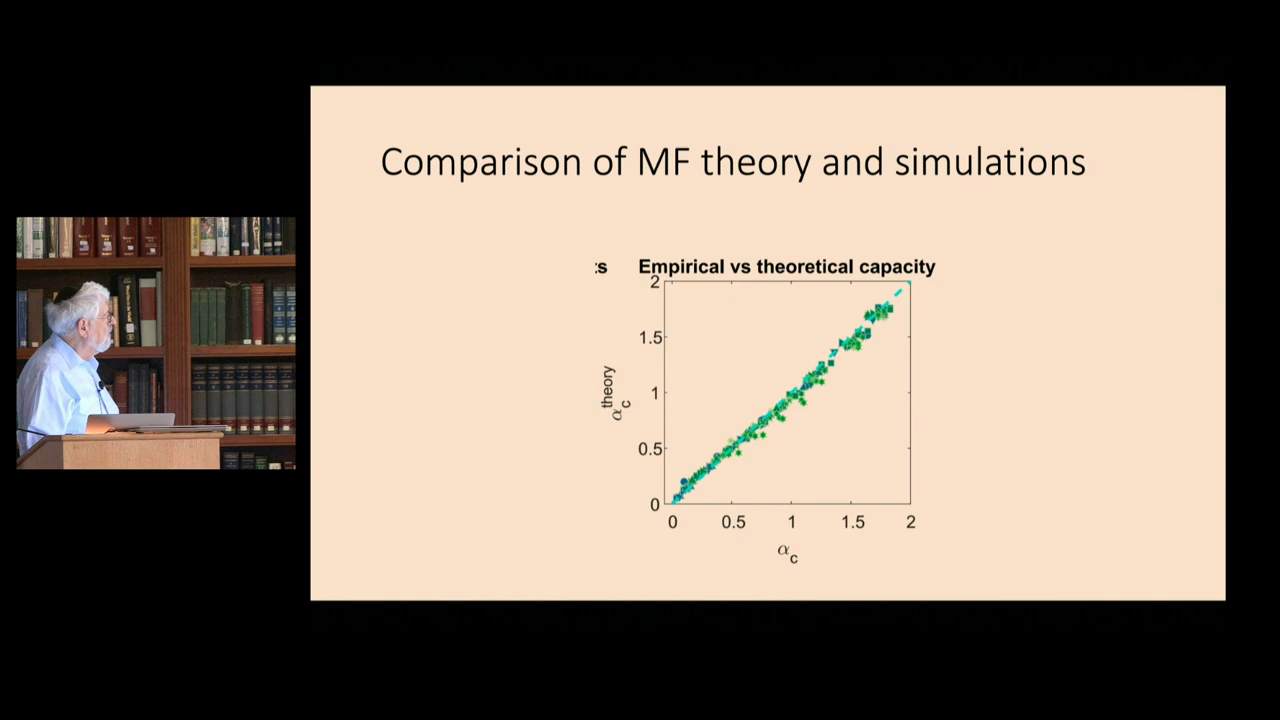 Comparison of MF theory and simulations
:s Empirical vs theoretical capacity
2
1.5
1
0.5
0
α_c^theory
0 0.5 1 1.5 2
α_c